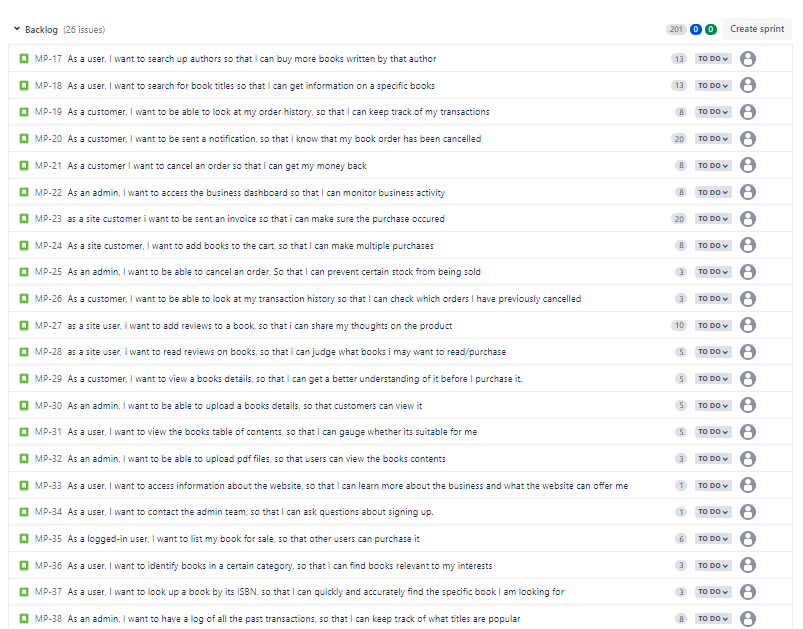 Backlog (26 issues) 201 0 0 Create sprint
MP-17 As a user, I want to search up authors so that I can buy more books written by that author 13 TO DO
MP-18 As a user, I want to search for book titles so that I can get information on a specific books 13 TO DO
MP-19 As a customer, I want to be able to look at my order history, so that I can keep track of my transactions 8 TO DO
MP-20 As a customer, I want to be sent a notification, so that I know that my book order has been cancelled 20 TO DO
MP-21 As a customer I want to cancel an order so that I can get my money back 8 TO DO
MP-22 As an admin, I want to access the business dashboard so that I can monitor business activity 8 TO DO
MP-23 as a site customer i want to be sent an invoice so that i can make sure the purchase occured 20 TO DO
MP-24 As a site customer, I want to add books to the cart, so that I can make multiple purchases 8 TO DO
MP-25 As an admin, I want to be able to cancel an order, So that I can prevent certain stock from being sold 3 TO DO
MP-26 As a customer, I want to be able to look at my transaction history so that I can check which orders I have previously cancelled 3 TO DO
MP-27 as a site user, i want to add reviews to a book, so that i can share my thoughts on the product 10 TO DO
MP-28 as a site user, i want to read reviews on books, so that i can judge what books i may want to read/purchase 5 TO DO
MP-29 As a customer, I want to view a books details, so that I can get a better understanding of it before I purchase it. 5 TO DO
MP-30 As an admin, I want to be able to upload a books details, so that customers can view it 5 TO DO
MP-31 As a user, I want to view the books table of contents, so that I can gauge whether its suitable for me 5 TO DO
MP-32 As an admin, I want to be able to upload pdf files, so that users can view the books contents 3 TO DO
MP-33 As a user, I want to access information about the website, so that I can learn more about the business and what the website can offer me 1 TO DO
MP-34 As a user, I want to contact the admin team, so that I can ask questions about signing up. 1 TO DO
MP-35 As a logged-in user, I want to list my book for sale, so that other users can purchase it 6 TO DO
MP-36 As a user, I want to identify books in a certain category, so that I can find books relevant to my interests 3 TO DO
MP-37 As a user, I want to look up a book by its ISBN, so that I can quickly and accurately find the specific book I am looking for 3 TO DO
MP-38 As an admin, I want to have a log of all the past transactions, so that I can keep track of what titles are popular 8 TO DO